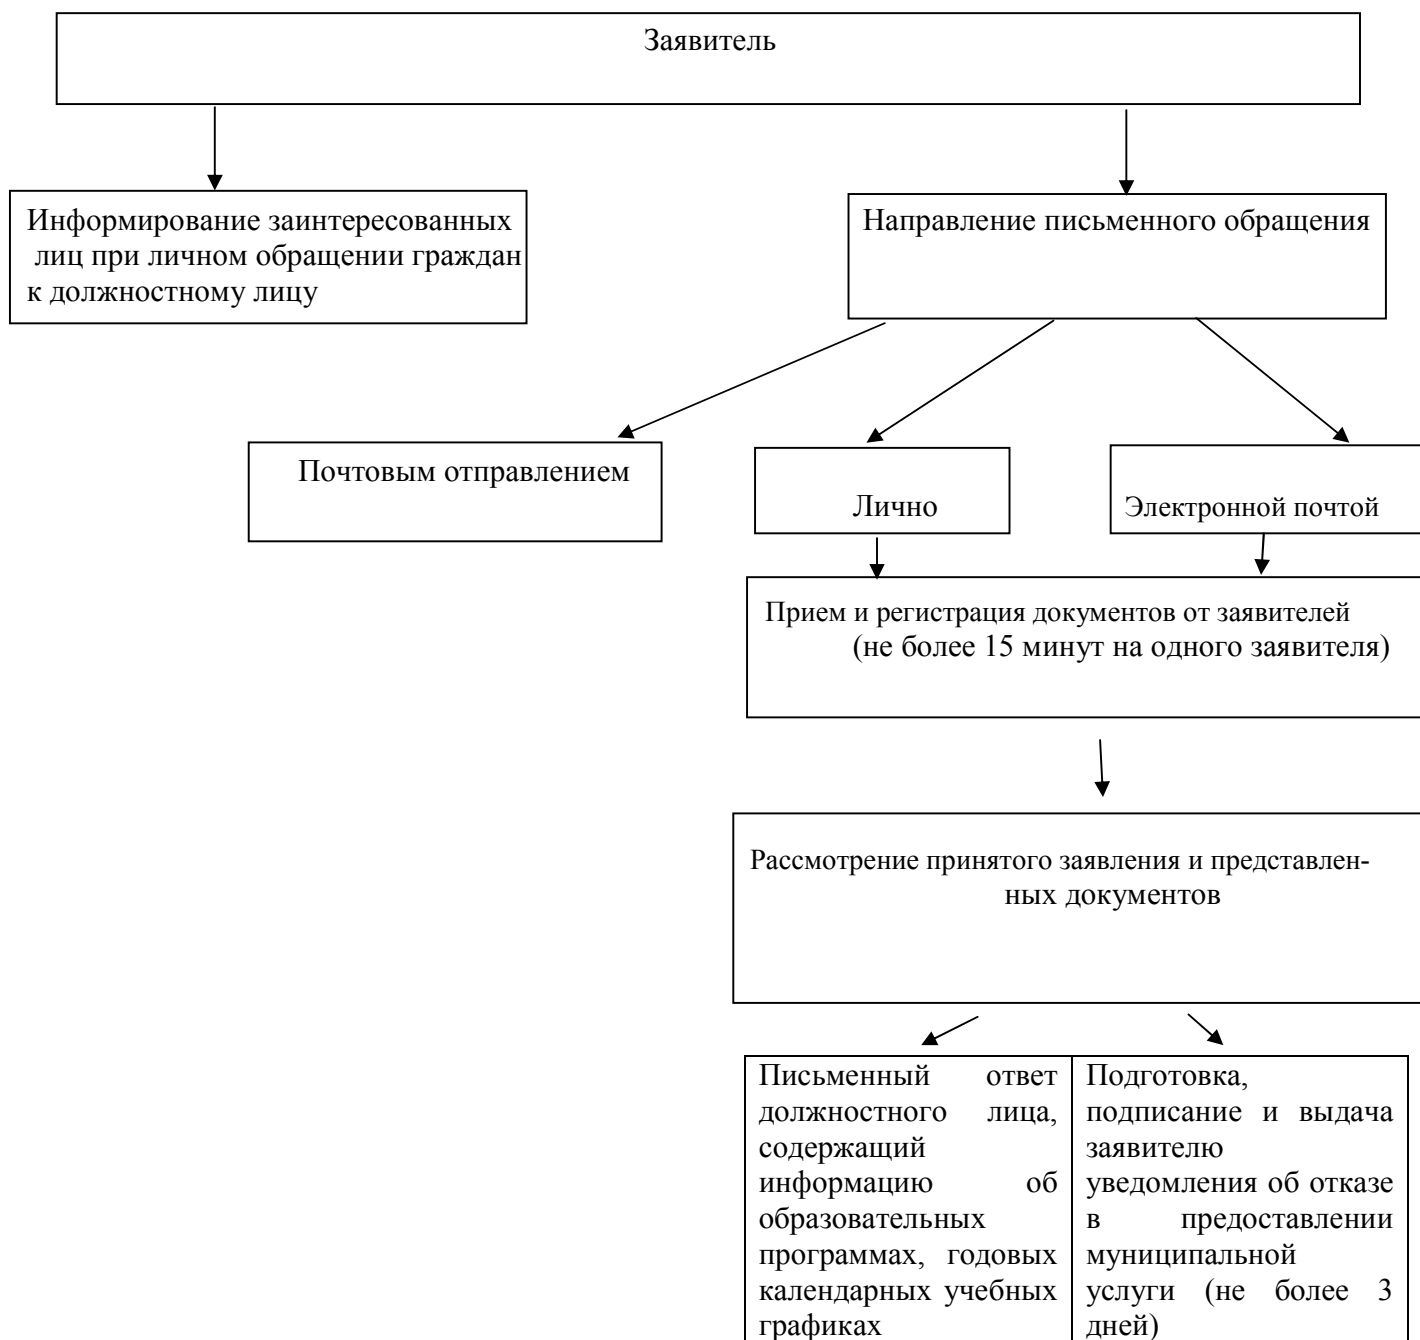 Заявитель
Информирование заинтересованных
лиц при личном обращении граждан
к должностному лицу
Направление письменного обращения
Почтовым отправлением
Лично
Электронной почтой
Прием и регистрация документов от заявителей
(не более 15 минут на одного заявителя)
Рассмотрение принятого заявления и представлен-
ных документов
Письменный ответ
должностного лица,
содержащий
информацию об
образовательных
программах, годовых
календарных учебных
графиках
Подготовка,
подписание и выдача
заявителю
уведомления об отказе
в предоставлении
муниципальной
услуги (не более 3
дней)